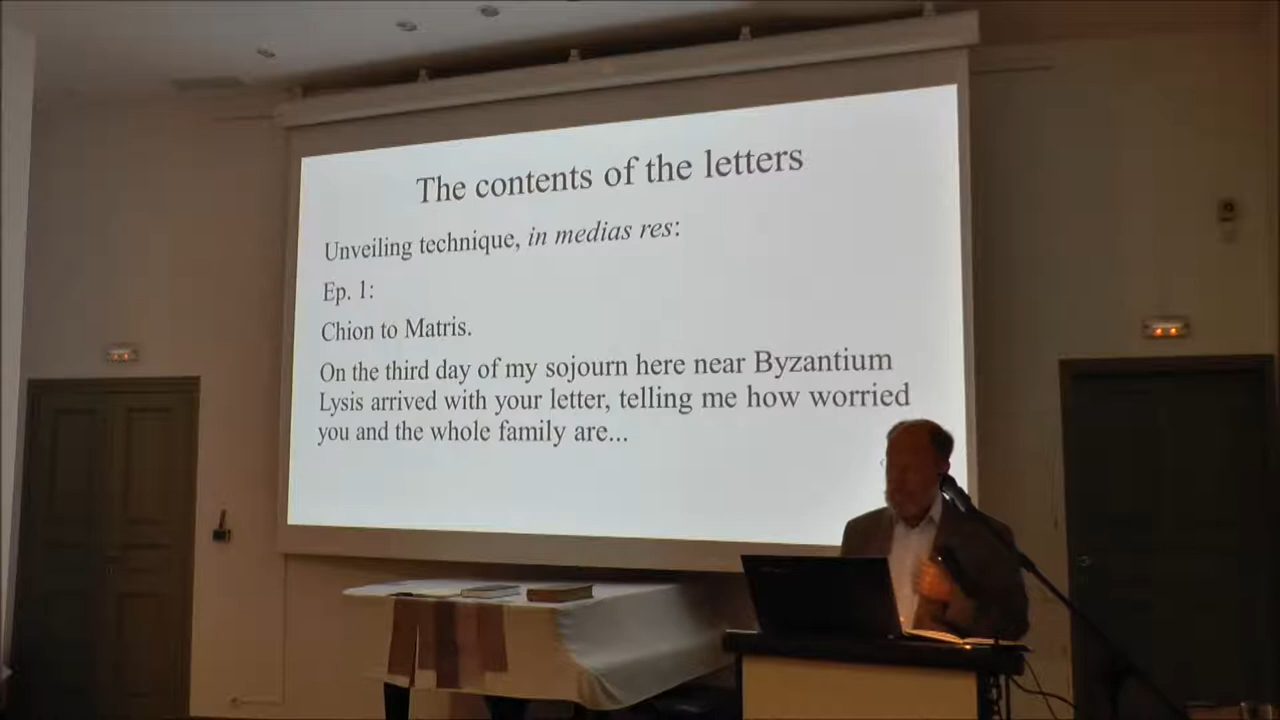 The contents of the letters
Unveiling technique, in medias res:
Ep. 1:
Chion to Matris.
On the third day of my sojourn here near Byzantium
Lysis arrived with your letter, telling me how worried
you and the whole family are...